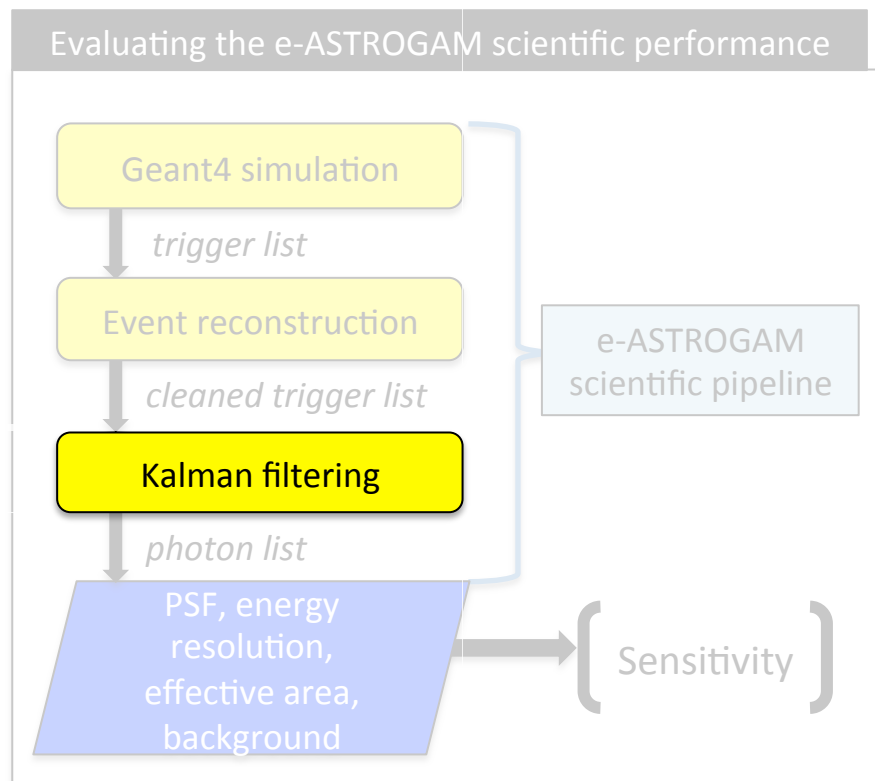 Evaluating the e-ASTROGAM scientific performance
Geant4 simulation
trigger list
Event reconstruction
cleaned trigger list
e-ASTROGAM
scientific pipeline
Kalman filtering
photon list
PSF, energy
resolution,
effective area,
background
Sensitivity